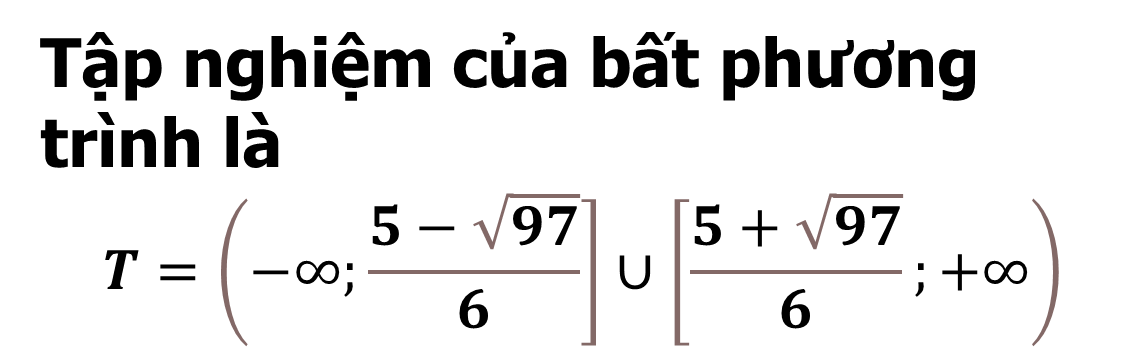 Tập nghiệm của bất phương
trình là
T = (−∞; (5 − √97)/6] ∪ [(5 + √97)/6; +∞)